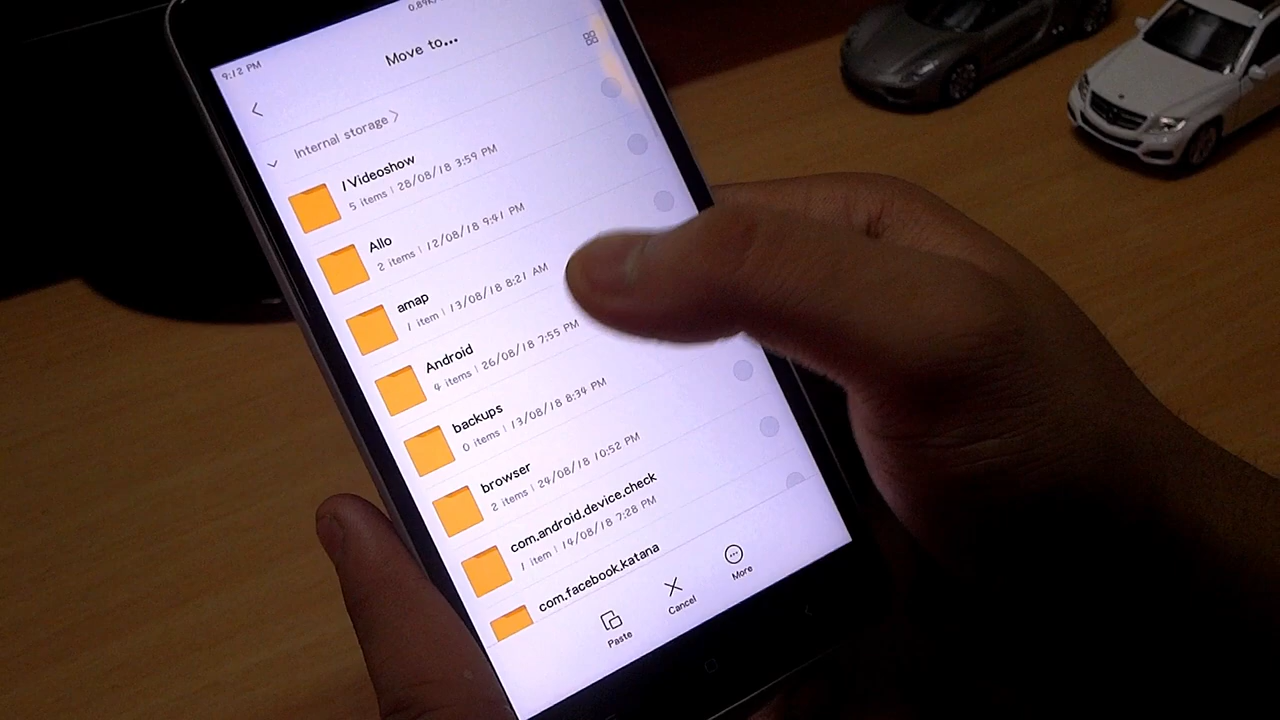 9:12 PM
Move to...
Internal storage
/Videoshow
5 items | 28/08/18 3:59 PM
Allo
2 items | 12/08/18 9:41 PM
amap
1 item | 13/08/18 8:21 AM
Android
4 items | 26/08/18 7:55 PM
backups
0 items | 13/08/18 8:34 PM
browser
2 items | 24/08/18 10:52 PM
com.android.device.check
1 item | 14/08/18 7:28 PM
com.facebook.katana
Paste
Cancel
More